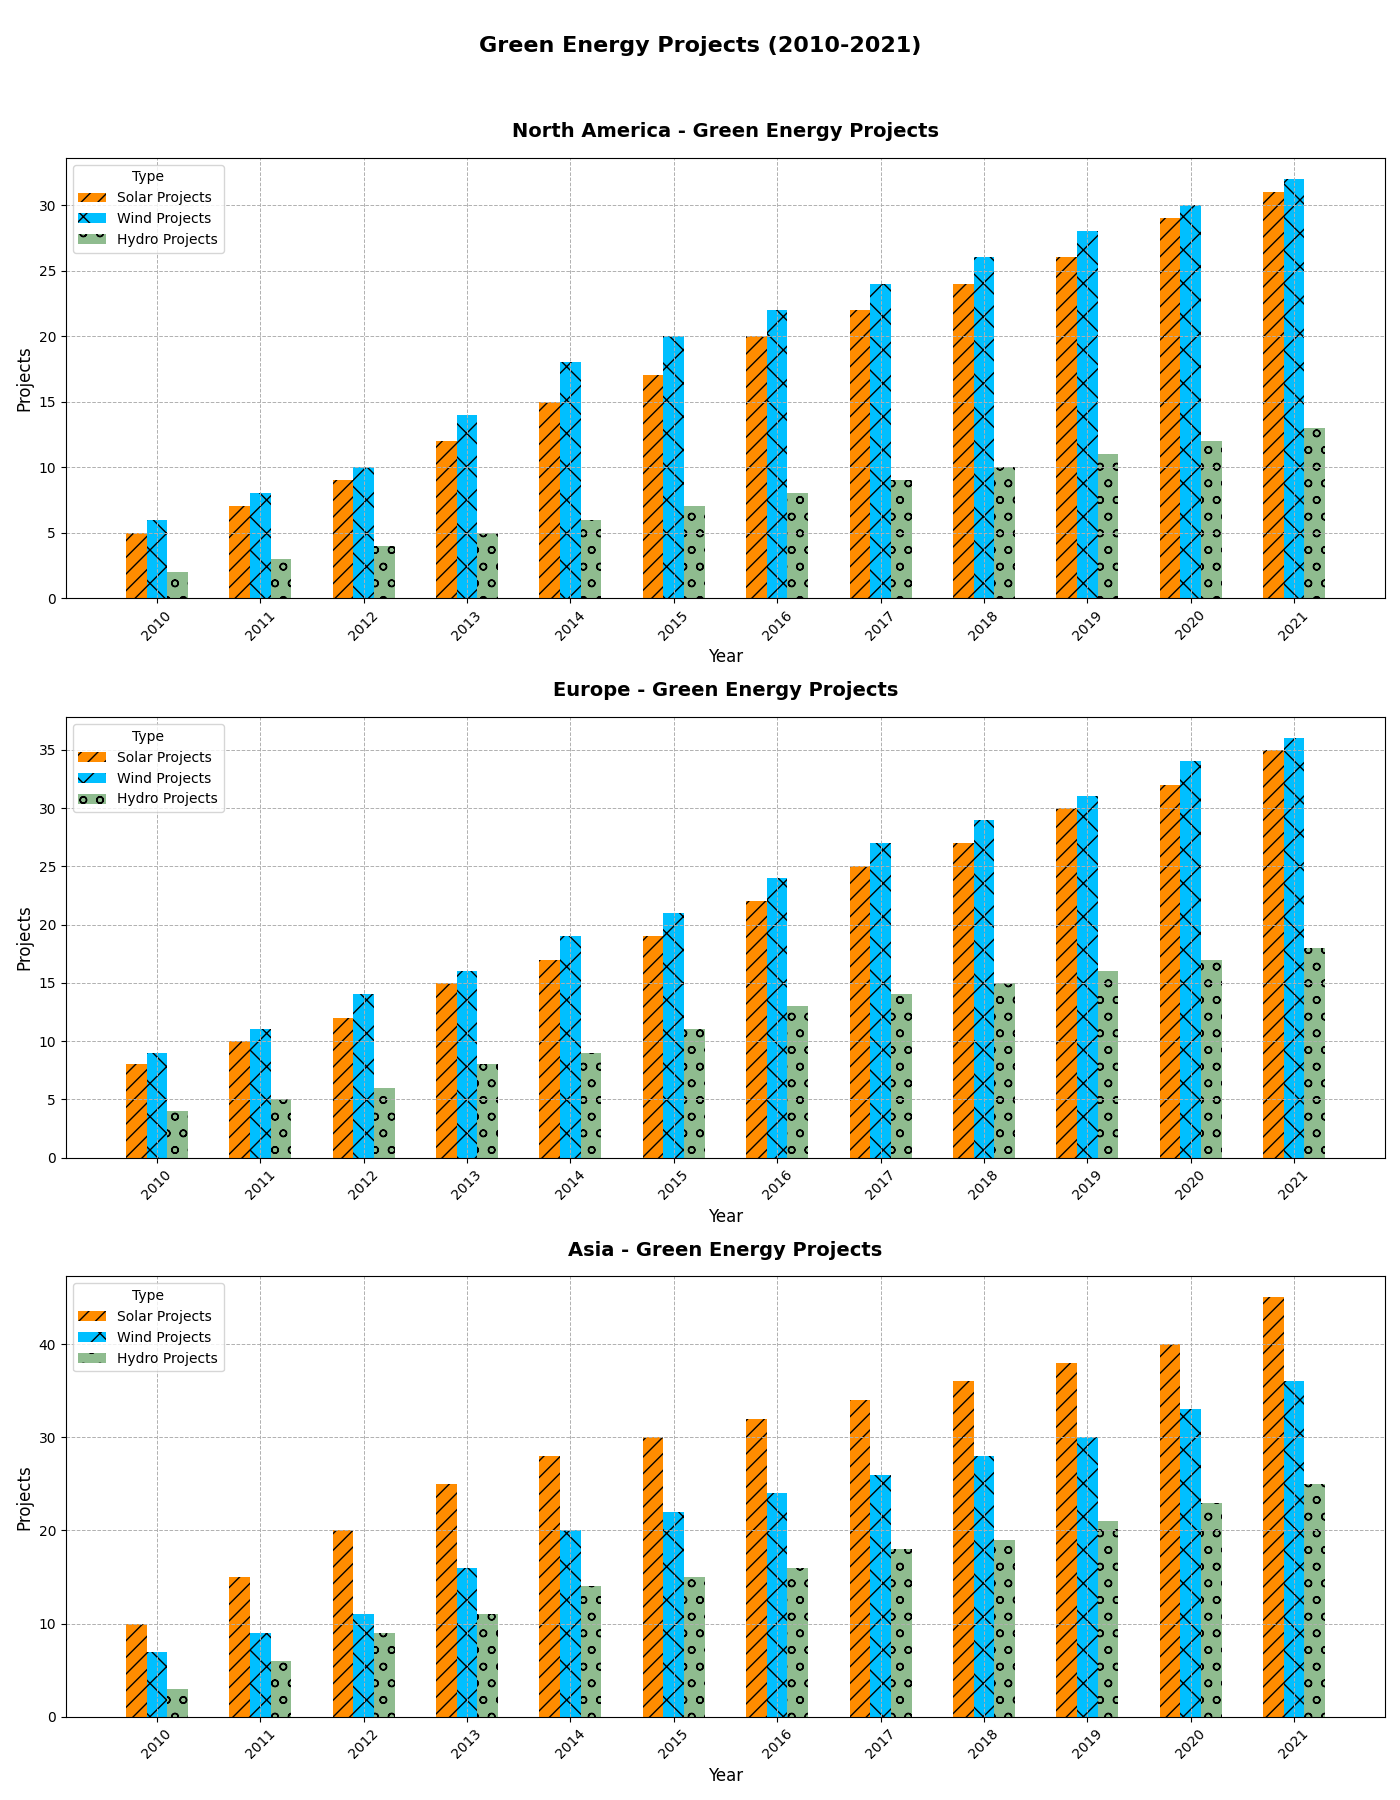 Green Energy Projects (2010-2021)
North America - Green Energy Projects
Type
Solar Projects
Wind Projects
Hydro Projects
Projects
30
25
20
15
10
5
0
2010 2011 2012 2013 2014 2015 2016 2017 2018 2019 2020 2021
Year
Europe - Green Energy Projects
Type
Solar Projects
Wind Projects
Hydro Projects
Projects
35
30
25
20
15
10
5
0
2010 2011 2012 2013 2014 2015 2016 2017 2018 2019 2020 2021
Year
Asia - Green Energy Projects
Type
Solar Projects
Wind Projects
Hydro Projects
Projects
40
30
20
10
0
2010 2011 2012 2013 2014 2015 2016 2017 2018 2019 2020 2021
Year